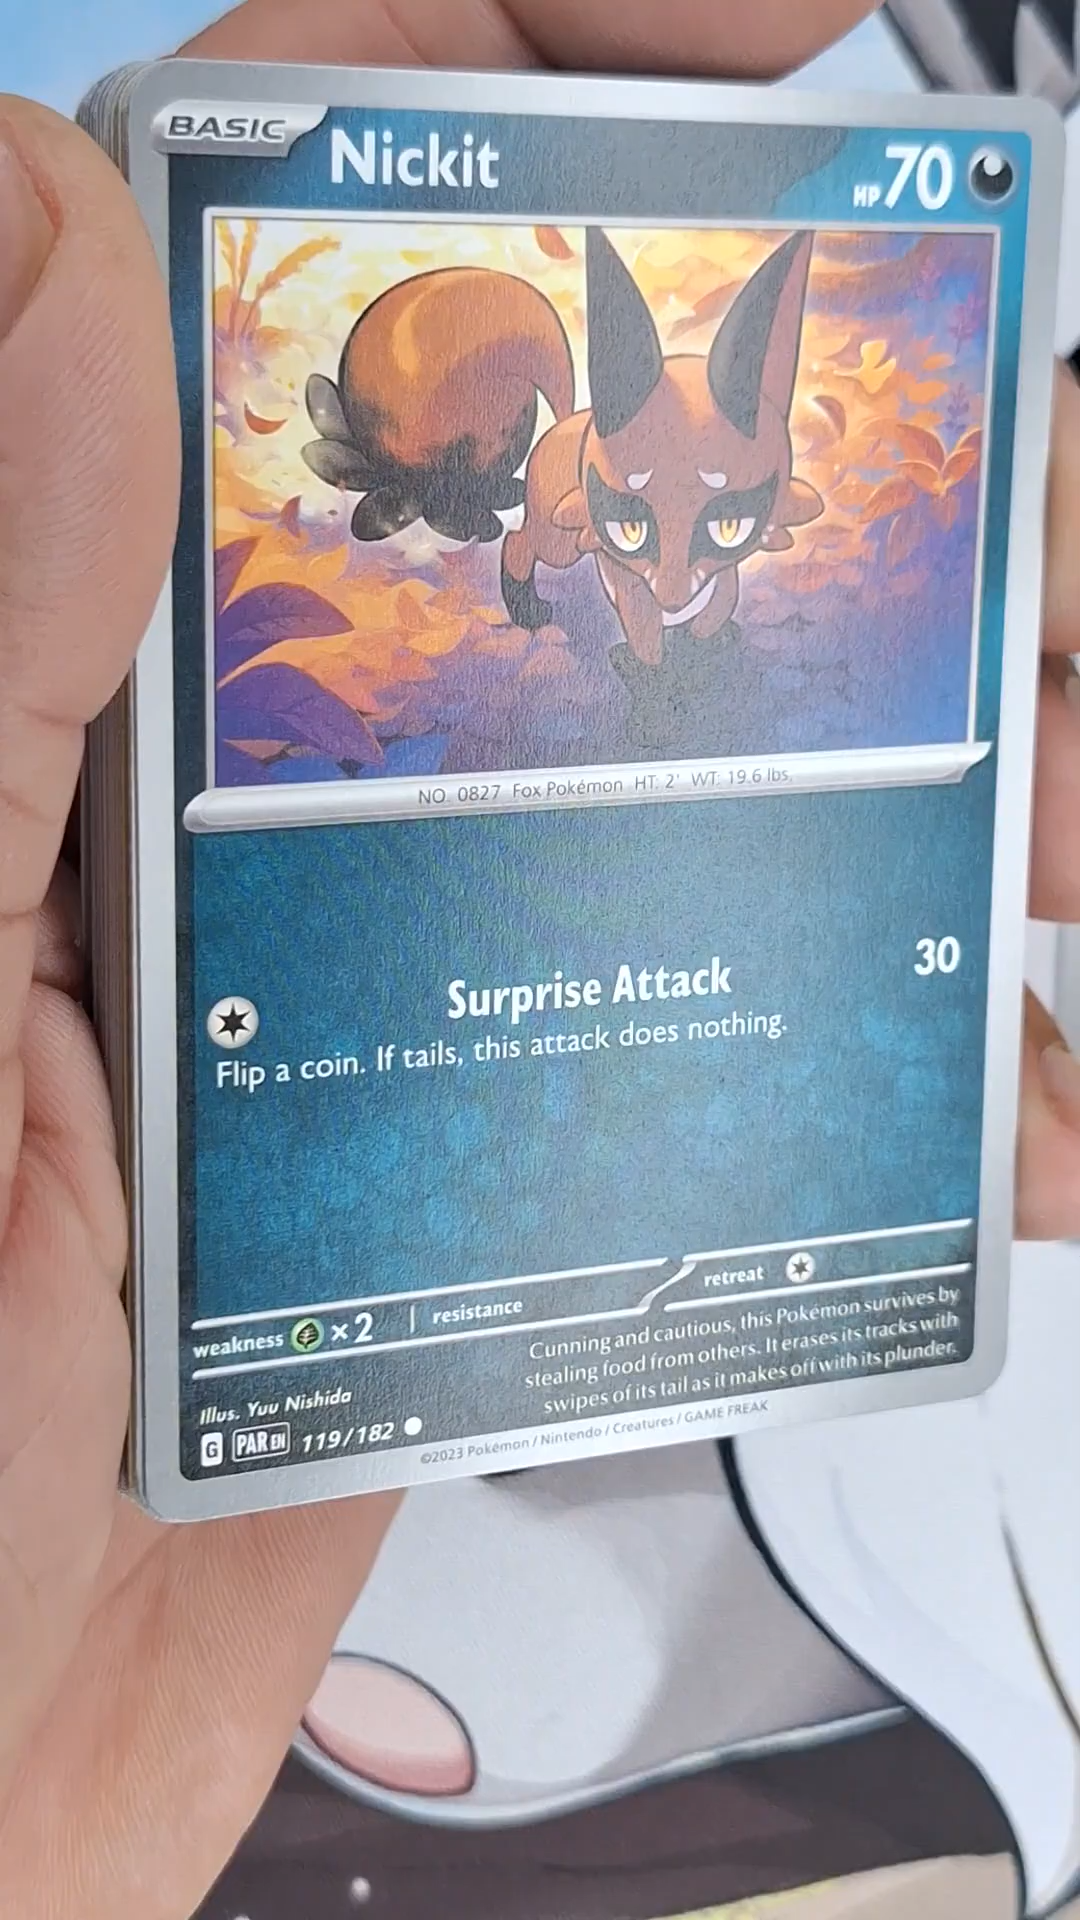 BASIC Nickit HP 70
NO. 0827 Fox Pokémon HT: 2' WT: 19.6 lbs.
Surprise Attack 30
Flip a coin. If tails, this attack does nothing.
weakness ×2 resistance retreat
Cunning and cautious, this Pokémon survives by
stealing food from others. It erases its tracks with
swipes of its tail as it makes off with its plunder.
Illus. Yuu Nishida
G PAR EN 119/182
©2023 Pokémon / Nintendo / Creatures / GAME FREAK